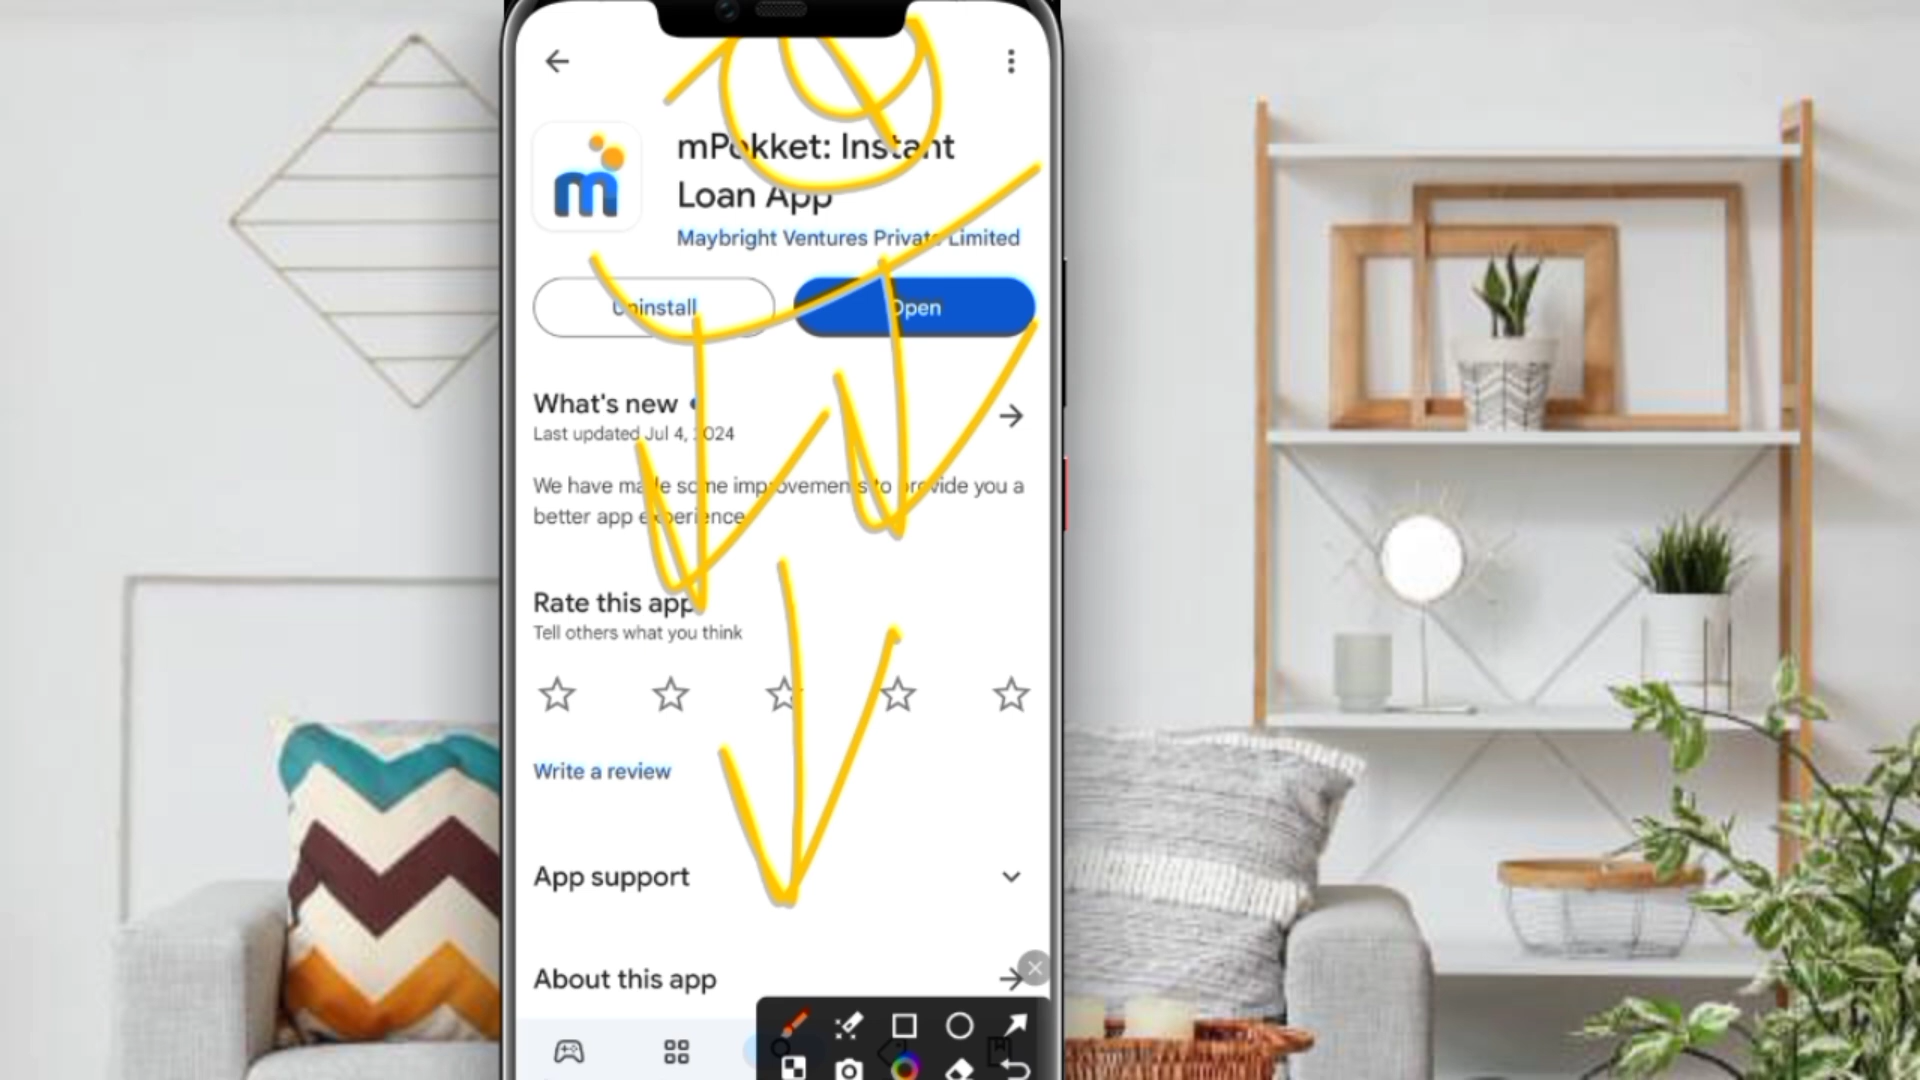 mPokket: Instant
Loan App
Maybright Ventures Private Limited
Uninstall
Open
What's new
Last updated Jul 4, 2024
We have made some improvements to provide you a
better app experience
Rate this app
Tell others what you think
Write a review
App support
About this app